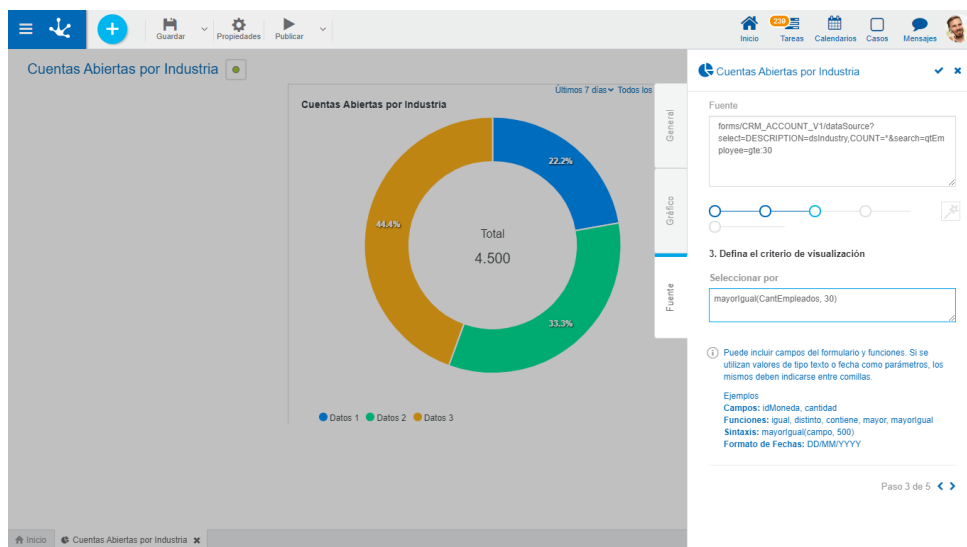 Guardar
Propiedades
Publicar
Inicio
239
Tareas
Calendarios
Casos
Mensajes
Cuentas Abiertas por Industria
Últimos 7 días
Todos los
Cuentas Abiertas por Industria
22.2%
44.4%
33.3%
Total
4.500
Datos 1
Datos 2
Datos 3
General
Gráfico
Fuente
Cuentas Abiertas por Industria
Fuente
forms/CRM_ACCOUNT_V1/dataSource?
select=DESCRIPTION=dsIndustry,COUNT=*&search=qtEm
ployee=gte:30
3. Defina el criterio de visualización
Seleccionar por
mayorIgual(CantEmpleados, 30)
Puede incluir campos del formulario y funciones. Si se
utilizan valores de tipo texto o fecha como parámetros, los
mismos deben indicarse entre comillas.
Ejemplos
Campos: idMoneda, cantidad
Funciones: igual, distinto, contiene, mayor, mayorIgual
Sintaxis: mayorIgual(campo, 500)
Formato de Fechas: DD/MM/YYYY
Paso 3 de 5
Inicio
Cuentas Abiertas por Industria